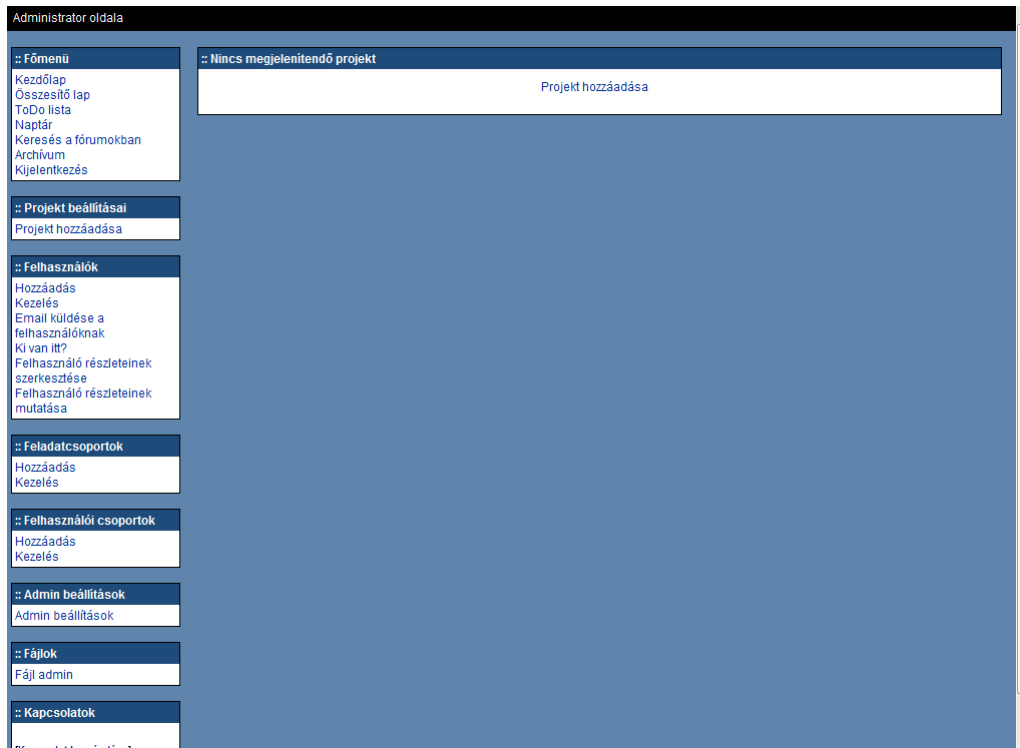 Administrator oldala
:: Főmenü
Kezdőlap
Összesítő lap
ToDo lista
Naptár
Keresés a fórumokban
Archívum
Kijelentkezés
:: Projekt beállításai
Projekt hozzáadása
:: Felhasználók
Hozzáadás
Kezelés
Email küldése a
felhasználóknak
Ki van itt?
Felhasználó részleteinek
szerkesztése
Felhasználó részleteinek
mutatása
:: Feladatcsoportok
Hozzáadás
Kezelés
:: Felhasználói csoportok
Hozzáadás
Kezelés
:: Admin beállítások
Admin beállítások
:: Fájlok
Fájl admin
:: Kapcsolatok
:: Nincs megjelenítendő projekt
Projekt hozzáadása